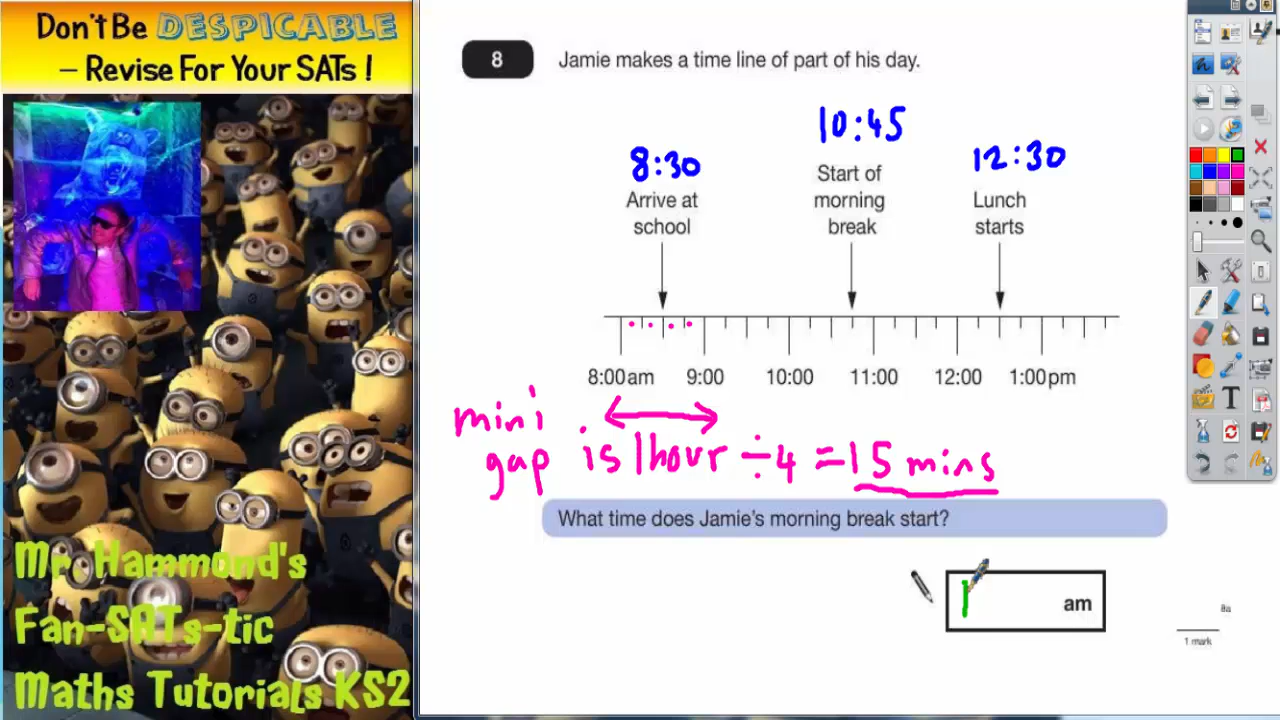 Don't Be DESPICABLE
– Revise For Your SATs !
Mr. Hammond's
Fan-SATs-tic
Maths Tutorials KS2
8
Jamie makes a time line of part of his day.
8:30
10:45
12:30
Arrive at
school
Start of
morning
break
Lunch
starts
8:00am 9:00 10:00 11:00 12:00 1:00pm
mini
gap is 1 hour ÷ 4 = 15 mins
What time does Jamie's morning break start?
1
am
8a
1 mark